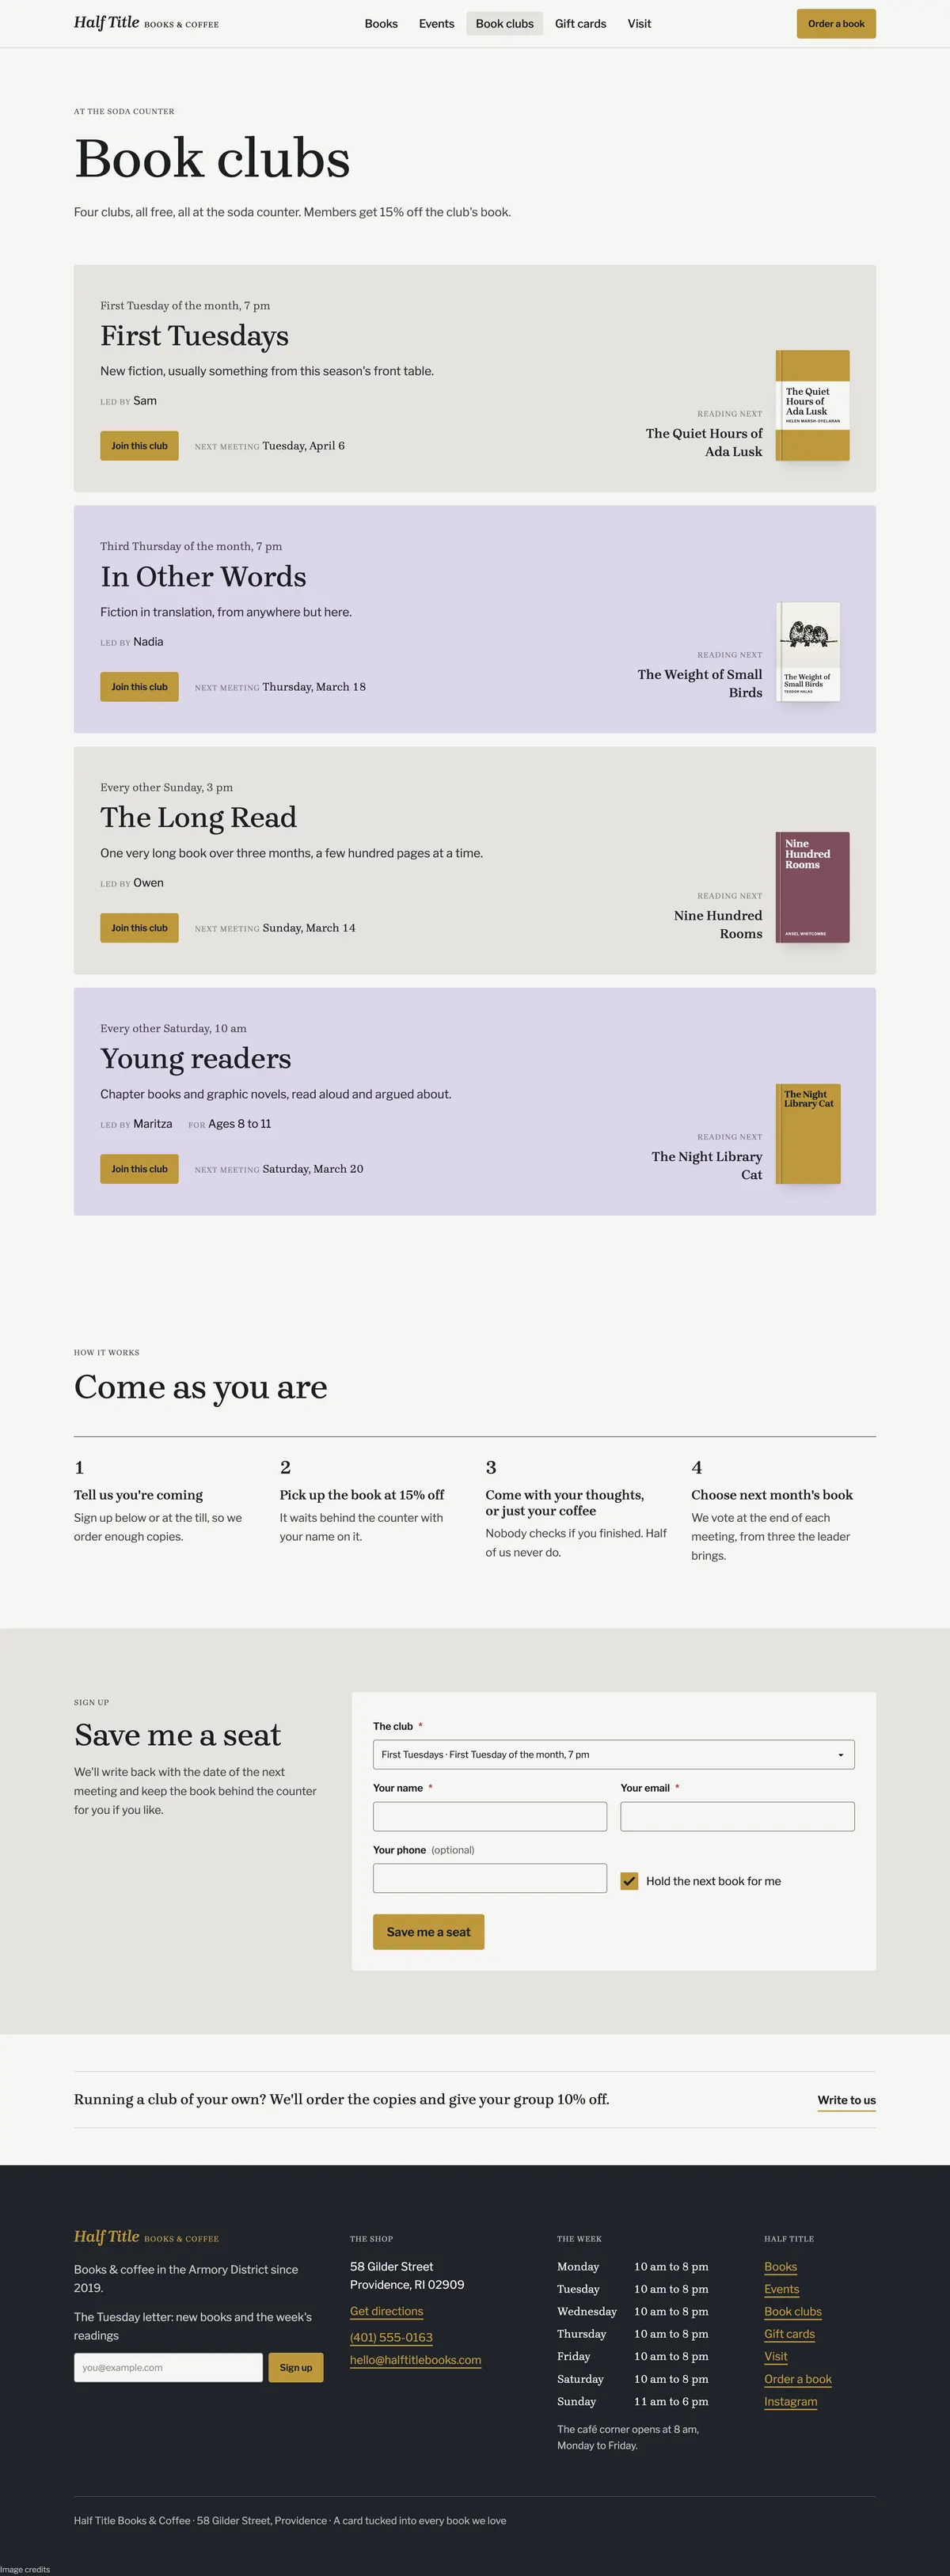 Half Title BOOKS & COFFEE
Books
Events
Book clubs
Gift cards
Visit
Order a book
AT THE SODA COUNTER
Book clubs
Four clubs, all free, all at the soda counter. Members get 15% off the club's book.
First Tuesday of the month, 7 pm
First Tuesdays
New fiction, usually something from this season's front table.
LED BY Sam
Join this club
NEXT MEETING Tuesday, April 6
READING NEXT
The Quiet Hours of
Ada Lusk
The Quiet
Hours of
Ada Lusk
HELEN MARSH-OYELARAN
Third Thursday of the month, 7 pm
In Other Words
Fiction in translation, from anywhere but here.
LED BY Nadia
Join this club
NEXT MEETING Thursday, March 18
READING NEXT
The Weight of Small
Birds
The Weight of
Small Birds
TEODOR HALAS
Every other Sunday, 3 pm
The Long Read
One very long book over three months, a few hundred pages at a time.
LED BY Owen
Join this club
NEXT MEETING Sunday, March 14
READING NEXT
Nine Hundred
Rooms
Nine
Hundred
Rooms
ANSEL WHITCOMBE
Every other Saturday, 10 am
Young readers
Chapter books and graphic novels, read aloud and argued about.
LED BY Maritza FOR Ages 8 to 11
Join this club
NEXT MEETING Saturday, March 20
READING NEXT
The Night Library
Cat
The Night
Library Cat
HOW IT WORKS
Come as you are
1
Tell us you're coming
Sign up below or at the till, so we
order enough copies.
2
Pick up the book at 15% off
It waits behind the counter with
your name on it.
3
Come with your thoughts,
or just your coffee
Nobody checks if you finished. Half
of us never do.
4
Choose next month's book
We vote at the end of each
meeting, from three the leader
brings.
SIGN UP
Save me a seat
We'll write back with the date of the next
meeting and keep the book behind the counter
for you if you like.
The club *
First Tuesdays · First Tuesday of the month, 7 pm
Your name *
Your email *
Your phone (optional)
Hold the next book for me
Save me a seat
Running a club of your own? We'll order the copies and give your group 10% off.
Write to us
Half Title BOOKS & COFFEE
Books & coffee in the Armory District since
2019.
The Tuesday letter: new books and the week's
readings
you@example.com
Sign up
THE SHOP
58 Gilder Street
Providence, RI 02909
Get directions
(401) 555-0163
hello@halftitlebooks.com
THE WEEK
Monday 10 am to 8 pm
Tuesday 10 am to 8 pm
Wednesday 10 am to 8 pm
Thursday 10 am to 8 pm
Friday 10 am to 8 pm
Saturday 10 am to 8 pm
Sunday 11 am to 6 pm
The café corner opens at 8 am,
Monday to Friday.
HALF TITLE
Books
Events
Book clubs
Gift cards
Visit
Order a book
Instagram
Half Title Books & Coffee · 58 Gilder Street, Providence · A card tucked into every book we love
Image credits